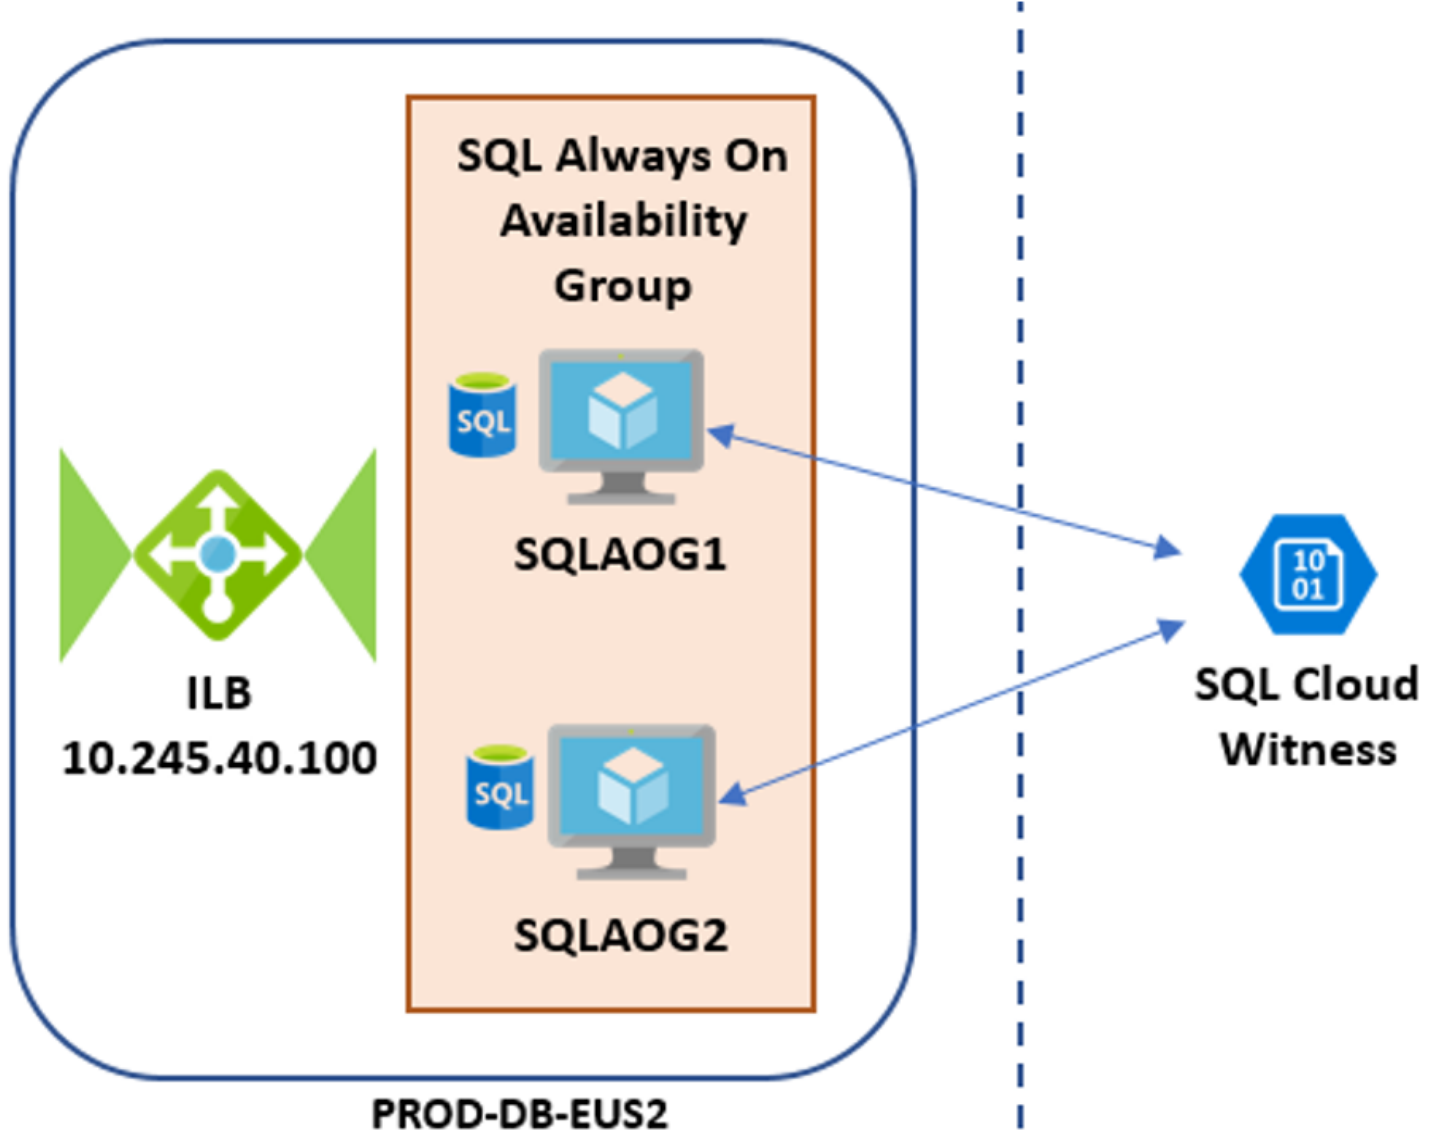 SQL Always On
Availability
Group
SQL
SQLAOG1
ILB
10.245.40.100
SQL
SQLAOG2
10
01
SQL Cloud
Witness
PROD-DB-EUS2